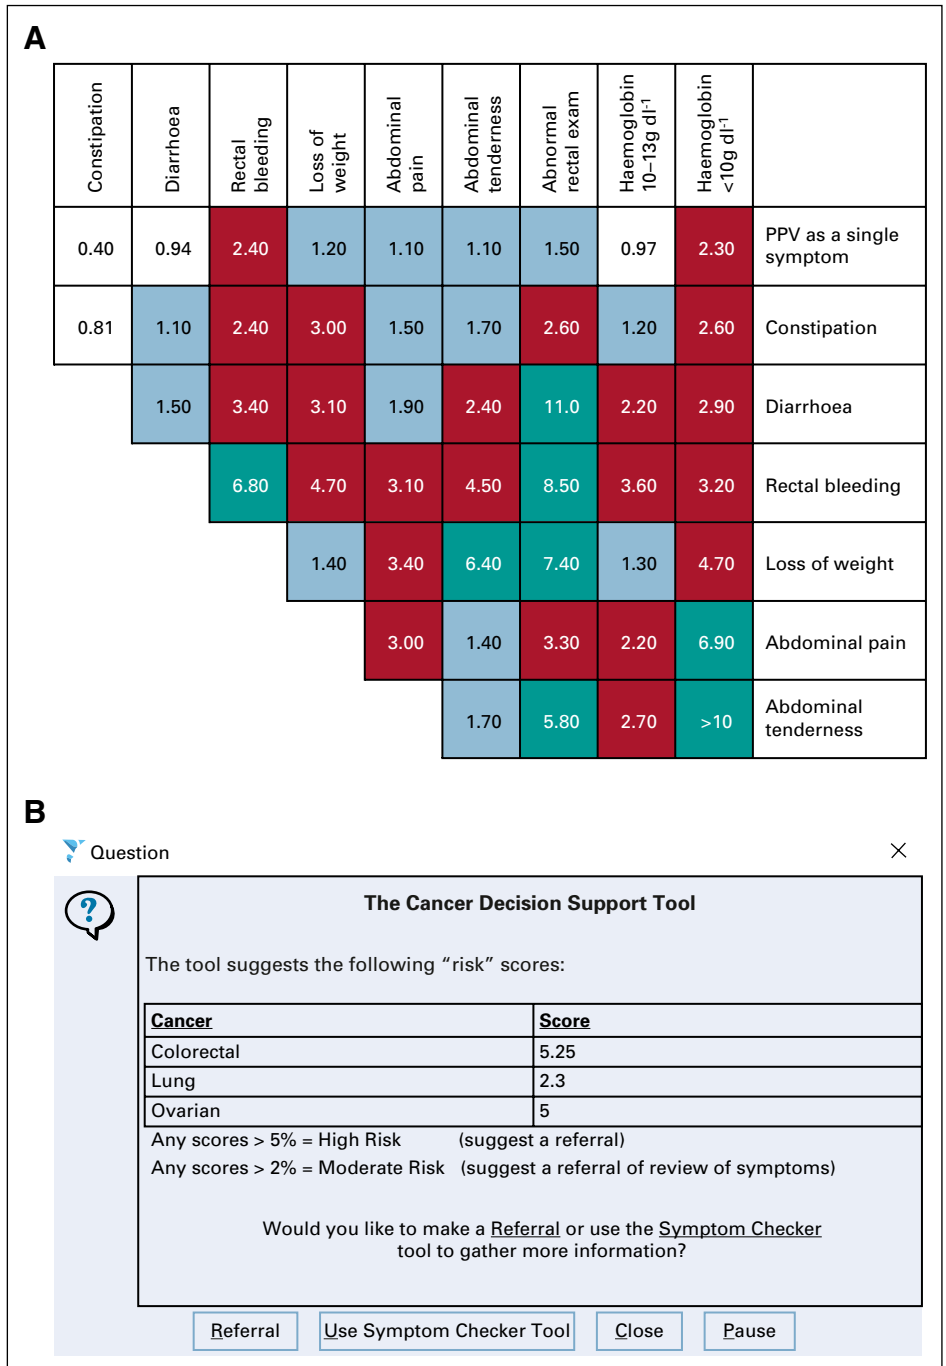 A
Constipation
Diarrhoea
Rectal
bleeding
Loss of
weight
Abdominal
pain
Abdominal
tenderness
Abnormal
rectal exam
Haemoglobin
10–13g dl-1
Haemoglobin
<10g dl-1
0.40 0.94 2.40 1.20 1.10 1.10 1.50 0.97 2.30 PPV as a single
symptom
0.81 1.10 2.40 3.00 1.50 1.70 2.60 1.20 2.60 Constipation
1.50 3.40 3.10 1.90 2.40 11.0 2.20 2.90 Diarrhoea
6.80 4.70 3.10 4.50 8.50 3.60 3.20 Rectal bleeding
1.40 3.40 6.40 7.40 1.30 4.70 Loss of weight
3.00 1.40 3.30 2.20 6.90 Abdominal pain
1.70 5.80 2.70 >10 Abdominal
tenderness
B
Question
?
The Cancer Decision Support Tool
The tool suggests the following “risk” scores:
Cancer Score
Colorectal 5.25
Lung 2.3
Ovarian 5
Any scores > 5% = High Risk (suggest a referral)
Any scores > 2% = Moderate Risk (suggest a referral of review of symptoms)
Would you like to make a Referral or use the Symptom Checker
tool to gather more information?
Referral Use Symptom Checker Tool Close Pause